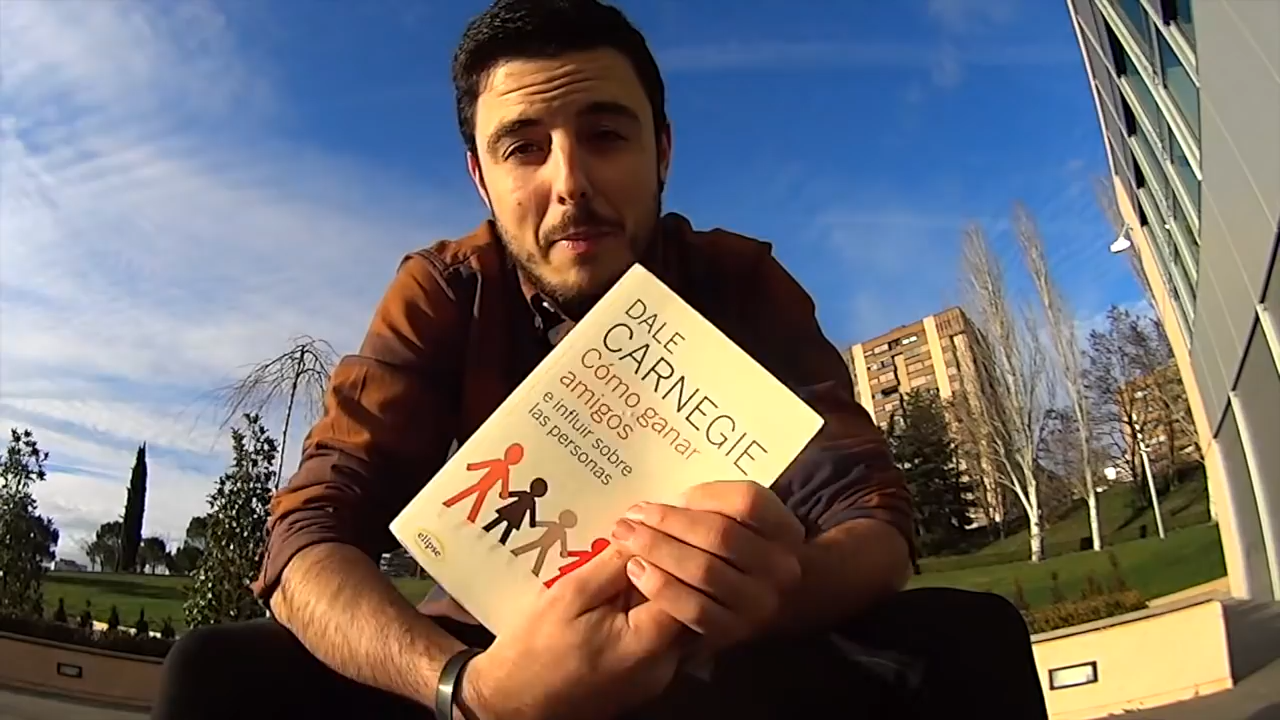 DALE
CARNEGIE
Cómo ganar
amigos
e influir sobre
las personas
elipse